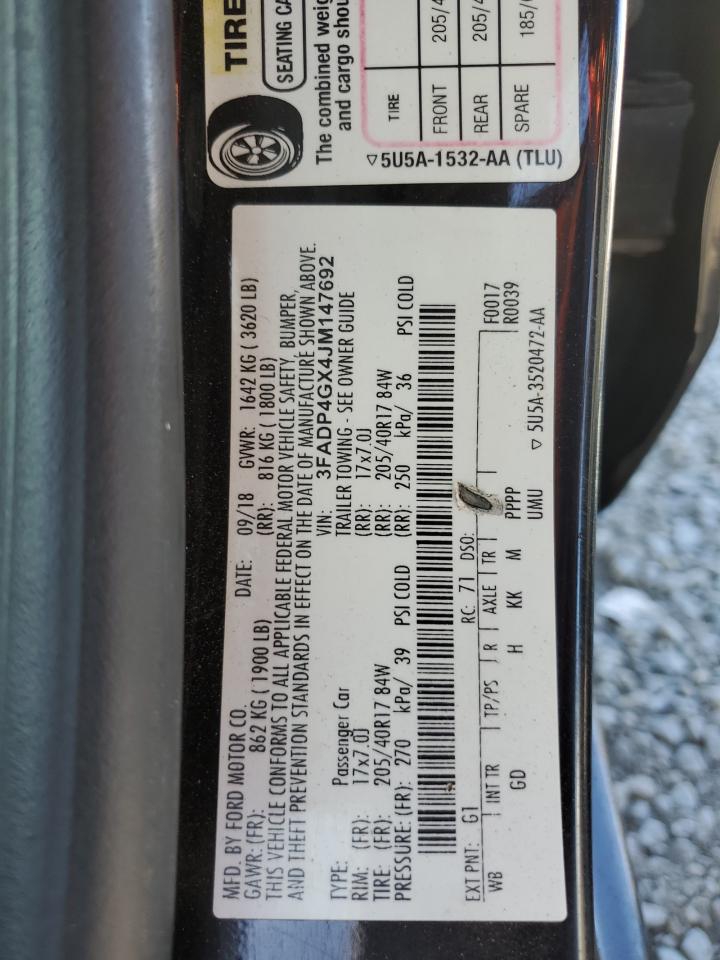 TIRE
SEATING CA
The combined weig
and cargo shou
TIRE
FRONT 205/4
REAR 205/4
SPARE 185/
▽ 5U5A-1532-AA (TLU)
MFD. BY FORD MOTOR CO. DATE: 09/18 GVWR: 1642 KG ( 3620 LB)
GAWR: (FR): 862 KG ( 1900 LB) (RR): 816 KG ( 1800 LB)
THIS VEHICLE CONFORMS TO ALL APPLICABLE FEDERAL MOTOR VEHICLE SAFETY, BUMPER,
AND THEFT PREVENTION STANDARDS IN EFFECT ON THE DATE OF MANUFACTURE SHOWN ABOVE.
VIN: 3FADP4GX4JM147692
TYPE: Passenger Car TRAILER TOWING - SEE OWNER GUIDE
RIM: (FR): 17x7.0J (RR): 17x7.0J
TIRE: (FR): 205/40R17 84W (RR): 205/40R17 84W
PRESSURE: (FR): 270 kPa/ 39 PSI COLD (RR): 250 kPa/ 36 PSI COLD
EXT PNT: G1 RC: 71 DSO: F0017
WB INT TR TP/PS R AXLE TR R0039
GD H KK M PPPP
UMU ▽ 5U5A-3520472-AA